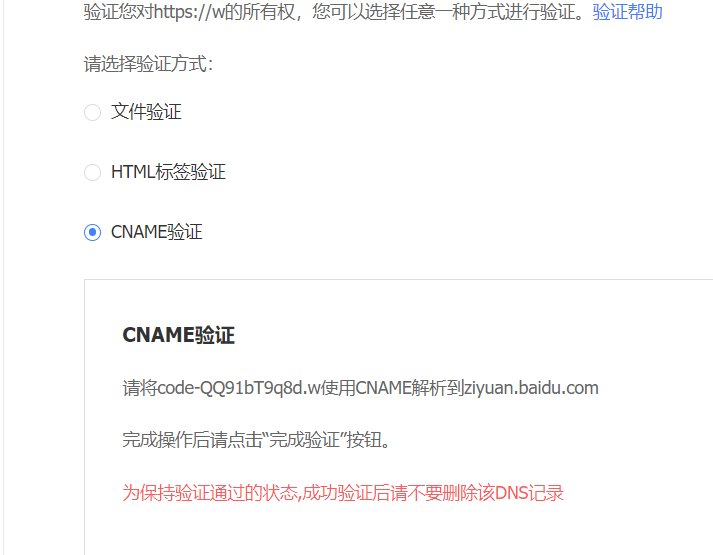 验证您对https://w的所有权，您可以选择任意一种方式进行验证。验证帮助
请选择验证方式：
文件验证
HTML标签验证
CNAME验证
CNAME验证
请将code-QQ91bT9q8d.w使用CNAME解析到ziyuan.baidu.com
完成操作后请点击“完成验证”按钮。
为保持验证通过的状态,成功验证后请不要删除该DNS记录